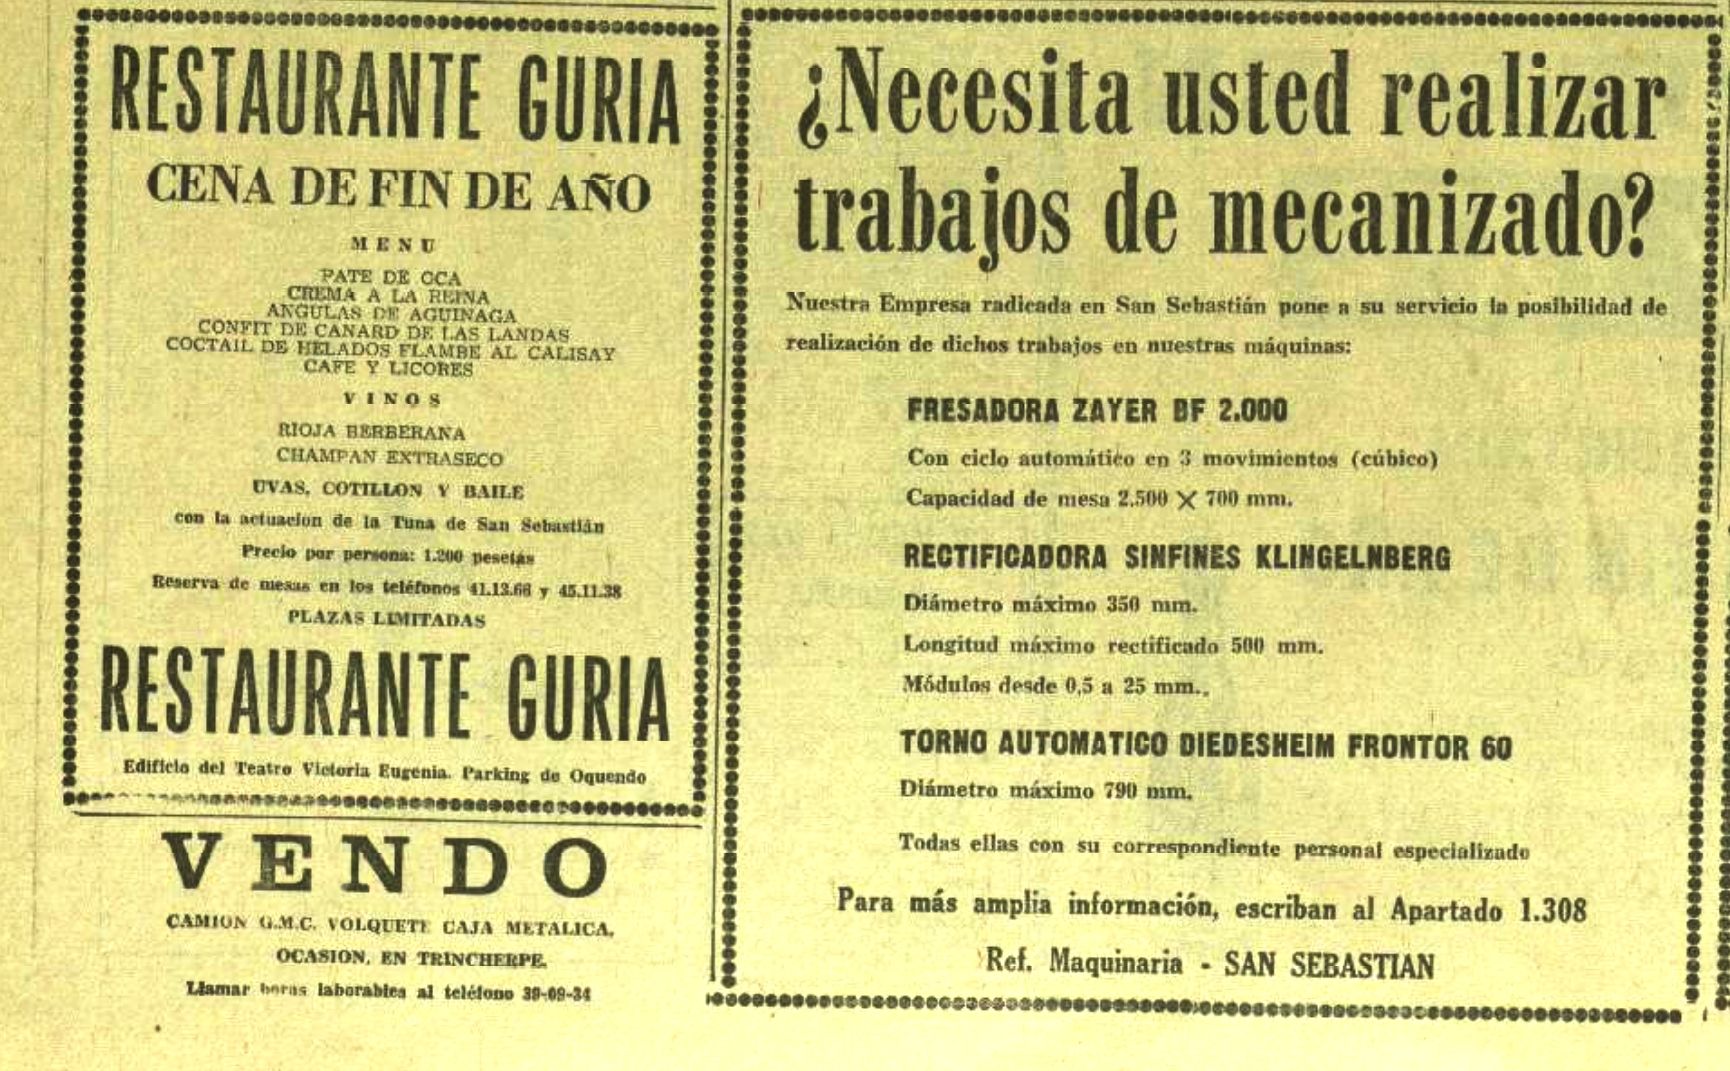 RESTAURANTE GURIA
CENA DE FIN DE AÑO
MENU
PATE DE OCA
CREMA A LA REINA
ANGULAS DE AGUINAGA
CONFIT DE CANARD DE LAS LANDAS
COCTAIL DE HELADOS FLAMBE AL CALISAY
CAFE Y LICORES
VINOS
RIOJA BERBERANA
CHAMPAN EXTRASECO
UVAS, COTILLON Y BAILE
con la actuacion de la Tuna de San Sebastián
Precio por persona: 1.200 pesetas
Reserva de mesas en los teléfonos 41.13.66 y 45.11.38
PLAZAS LIMITADAS
RESTAURANTE GURIA
Edificio del Teatro Victoria Eugenia. Parking de Oquendo
VENDO
CAMION G.M.C. VOLQUETE CAJA METALICA,
OCASION, EN TRINCHERPE.
Llamar horas laborables al teléfono 39-09-34
¿Necesita usted realizar
trabajos de mecanizado?
Nuestra Empresa radicada en San Sebastián pone a su servicio la posibilidad de
realización de dichos trabajos en nuestras máquinas:
FRESADORA ZAYER BF 2.000
Con ciclo automático en 3 movimientos (cúbico)
Capacidad de mesa 2.500 X 700 mm.
RECTIFICADORA SINFINES KLINGELNBERG
Diámetro máximo 350 mm.
Longitud máximo rectificado 500 mm.
Módulos desde 0,5 a 25 mm..
TORNO AUTOMATICO DIEDESHEIM FRONTOR 60
Diámetro máximo 790 mm.
Todas ellas con su correspondiente personal especializado
Para más amplia información, escriban al Apartado 1.308
Ref. Maquinaria - SAN SEBASTIAN